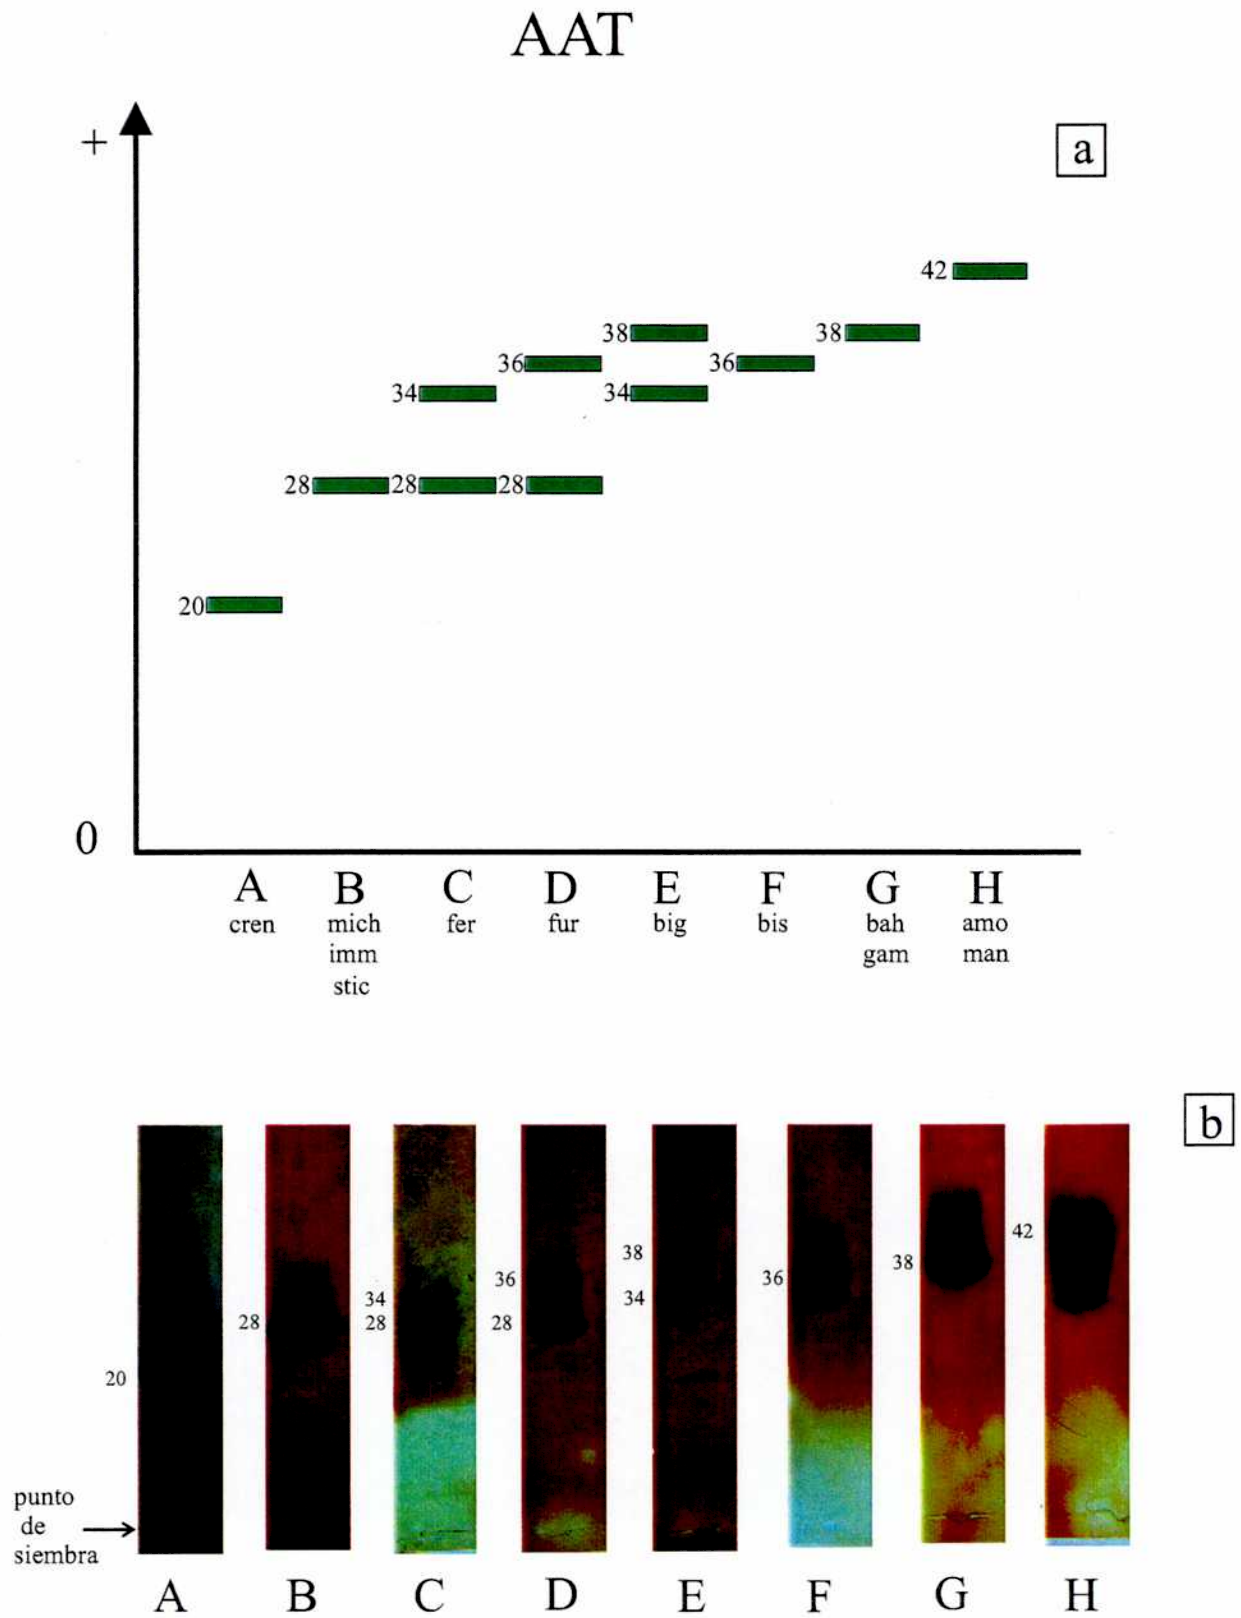 AAT
+
a
42
38 38
36 36
34 34
28 28 28
20
0
A B C D E F G H
cren mich fer fur big bis bah amo
imm gam man
stic
b
42
38
36 38
36
34 34
28 28 28
20
punto
de
siembra
A B C D E F G H